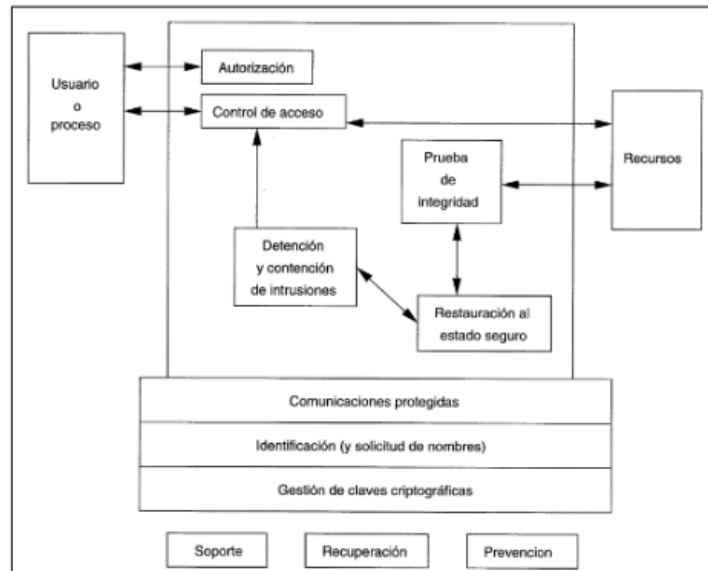 Usuario
o
proceso
Autorización
Control de acceso
Prueba
de
integridad
Recursos
Detención
y contención
de intrusiones
Restauración al
estado seguro
Comunicaciones protegidas
Identificación (y solicitud de nombres)
Gestión de claves criptográficas
Soporte
Recuperación
Prevencion